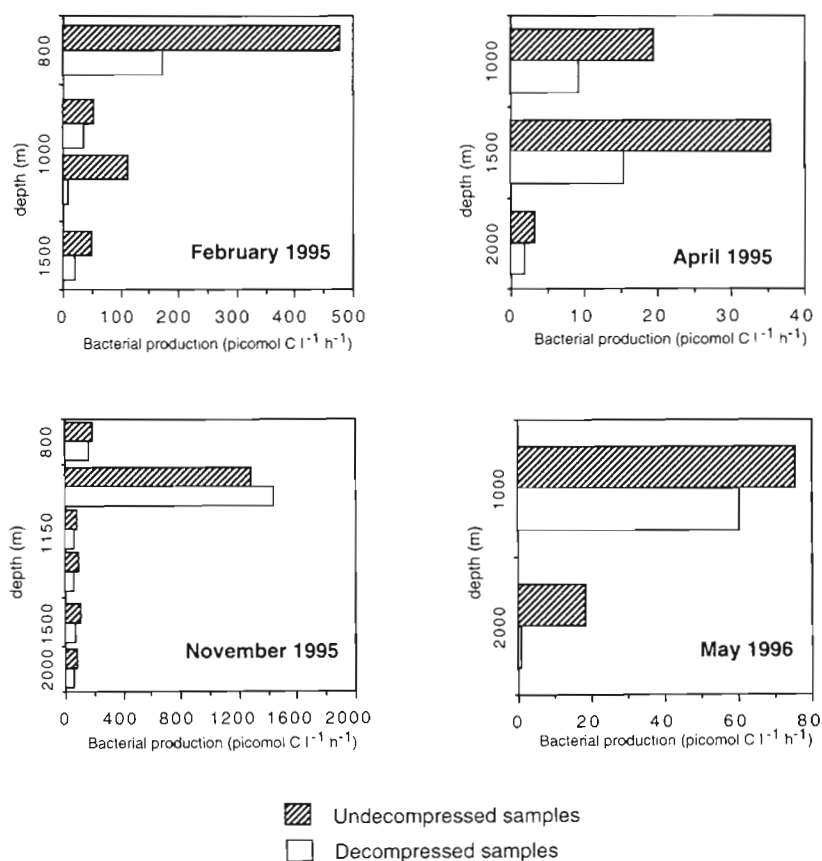 depth (m)
800
1000
1500
February 1995
0 100 200 300 400 500
Bacterial production (picomol C l⁻¹ h⁻¹)
1000
1500
2000
April 1995
0 10 20 30 40
Bacterial production (picomol C l⁻¹ h⁻¹)
depth (m)
800
1150
1500
2000
November 1995
0 400 800 1200 1600 2000
Bacterial production (picomol C l⁻¹ h⁻¹)
1000
2000
May 1996
0 20 40 60 80
Bacterial production (picomol C l⁻¹ h⁻¹)
Undecompressed samples
Decompressed samples